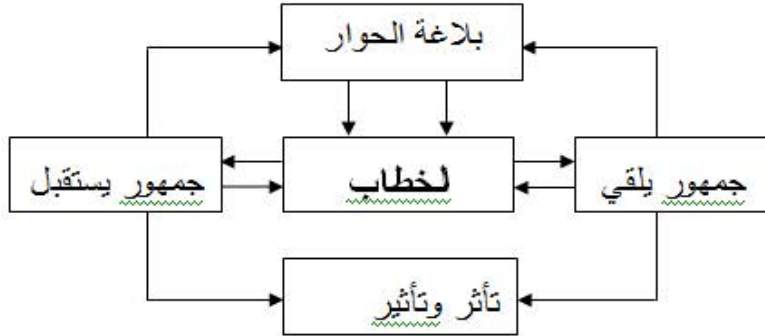 بلاغة الحوار
جمهور يلقي
لخطاب
جمهور يستقبل
تأثر وتأثير